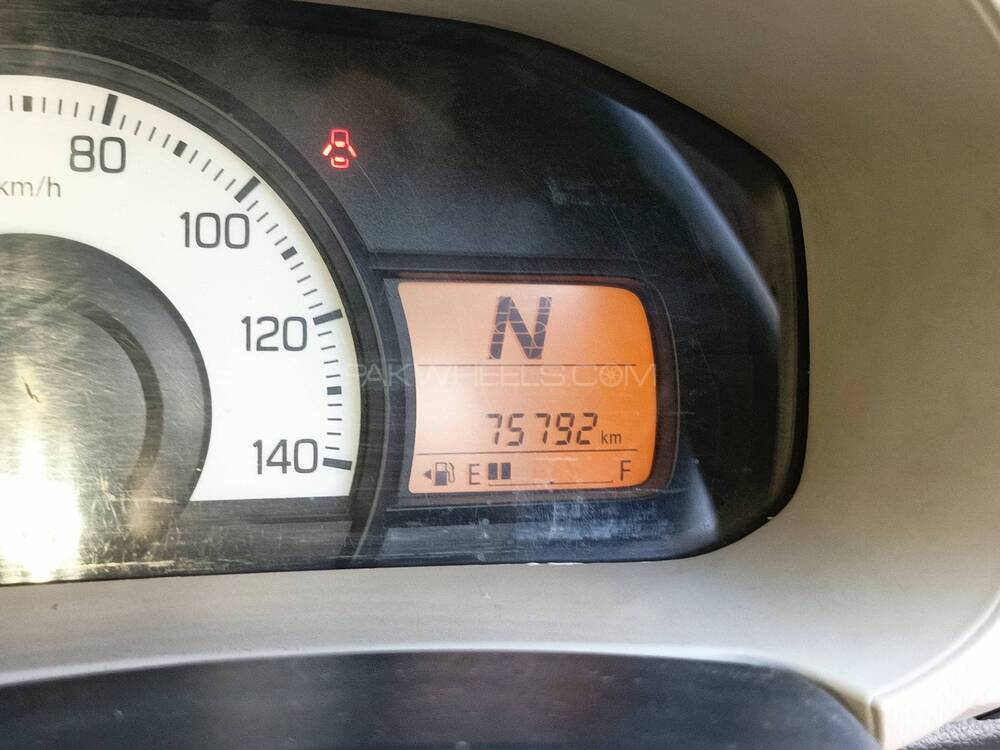 80
km/h
100
120
140
N
PAKWHEELS.COM
75792 km
E F